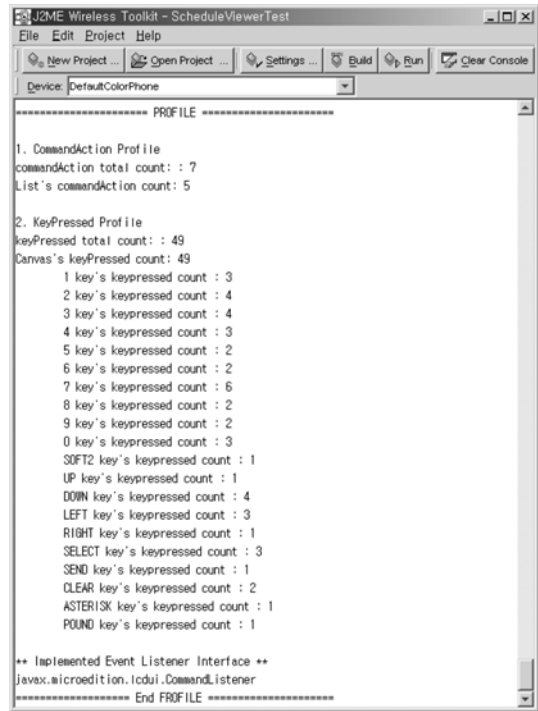 J2ME Wireless Toolkit - ScheduleViewerTest
File Edit Project Help
New Project ... Open Project ... Settings ... Build Run Clear Console
Device: DefaultColorPhone
====================== PROFILE ======================
1. CommandAction Profile
commandAction total count: : 7
List`s commandAction count: 5
2. KeyPressed Profile
keyPressed total count: : 49
Canvas's keyPressed count: 49
1 key`s keypressed count : 3
2 key`s keypressed count : 4
3 key`s keypressed count : 4
4 key`s keypressed count : 3
5 key`s keypressed count : 2
6 key`s keypressed count : 2
7 key`s keypressed count : 6
8 key`s keypressed count : 2
9 key`s keypressed count : 2
0 key`s keypressed count : 3
SOFT2 key`s keypressed count : 1
UP key`s keypressed count : 1
DOWN key`s keypressed count : 4
LEFT key`s keypressed count : 3
RIGHT key`s keypressed count : 1
SELECT key`s keypressed count : 3
SEND key`s keypressed count : 1
CLEAR key`s keypressed count : 2
ASTERISK key`s keypressed count : 1
POUND key`s keypressed count : 1
** Implemented Event Listener Interface **
javax.microedition.lcdui.CommandListener
=================== End FROFILE =====================